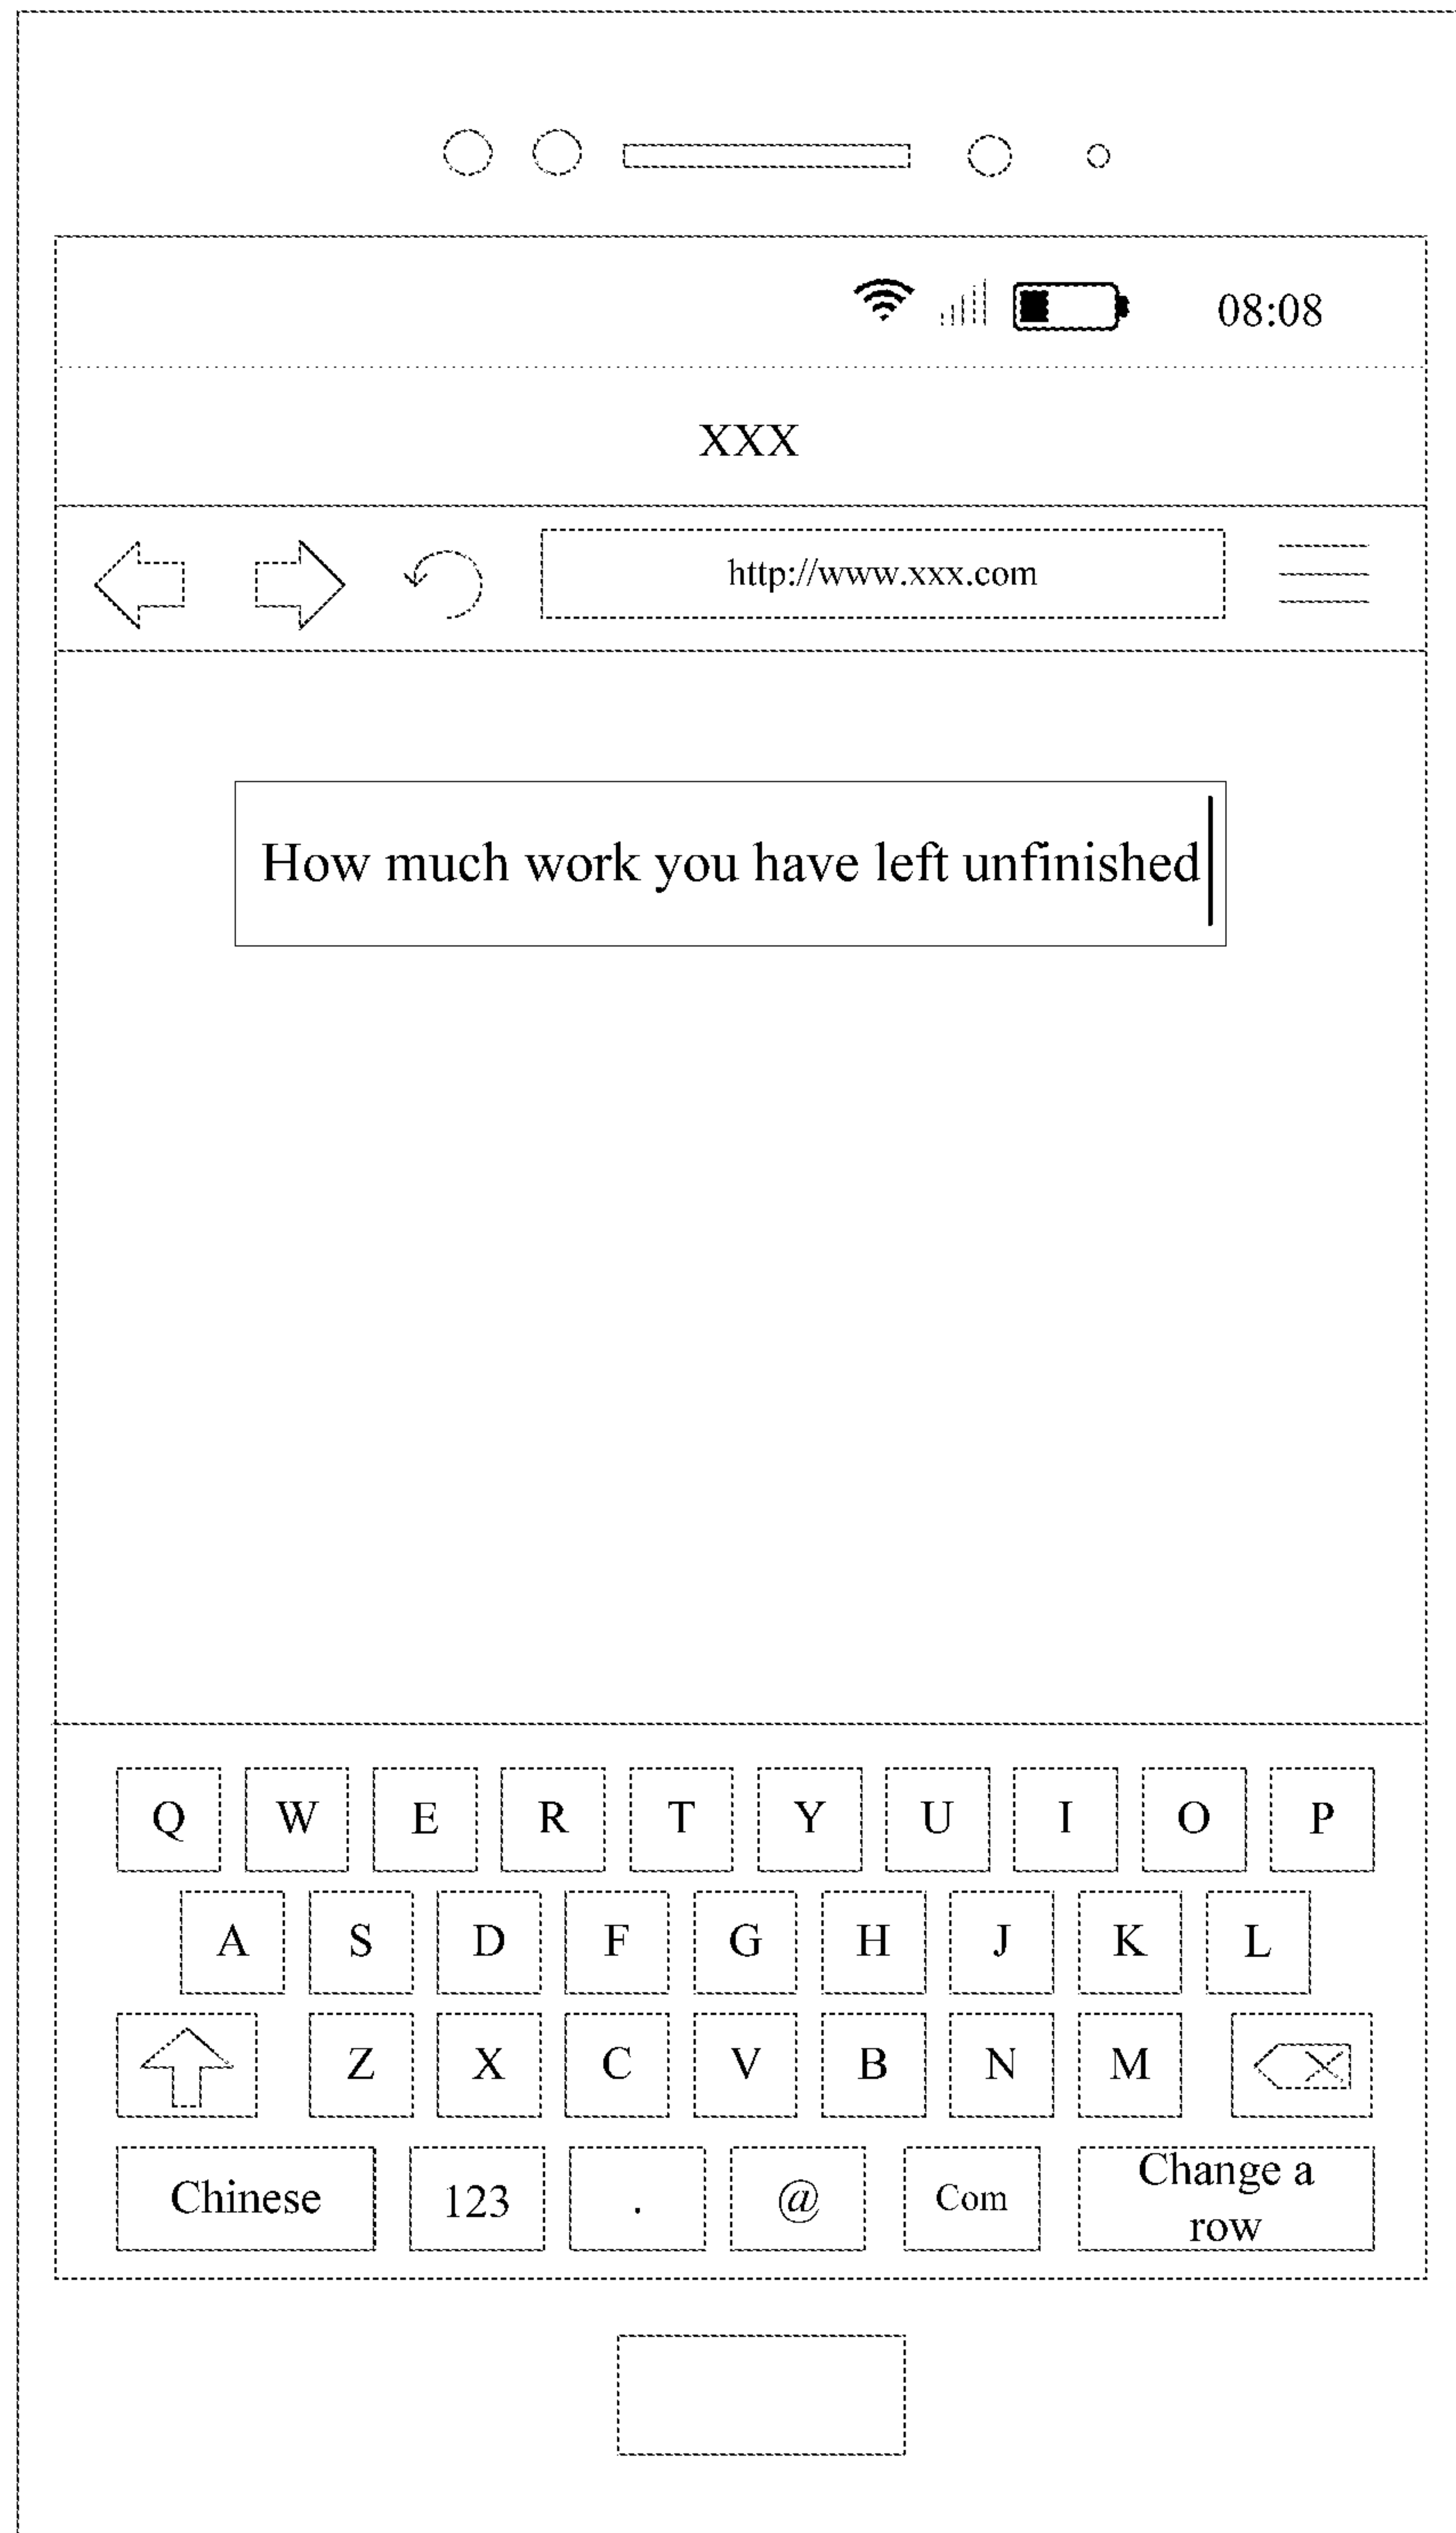 08:08
XXX
http://www.xxx.com
How much work you have left unfinished
Q W E R T Y U I O P
A S D F G H J K L
Z X C V B N M
Chinese 123 . @ Com Change a
row